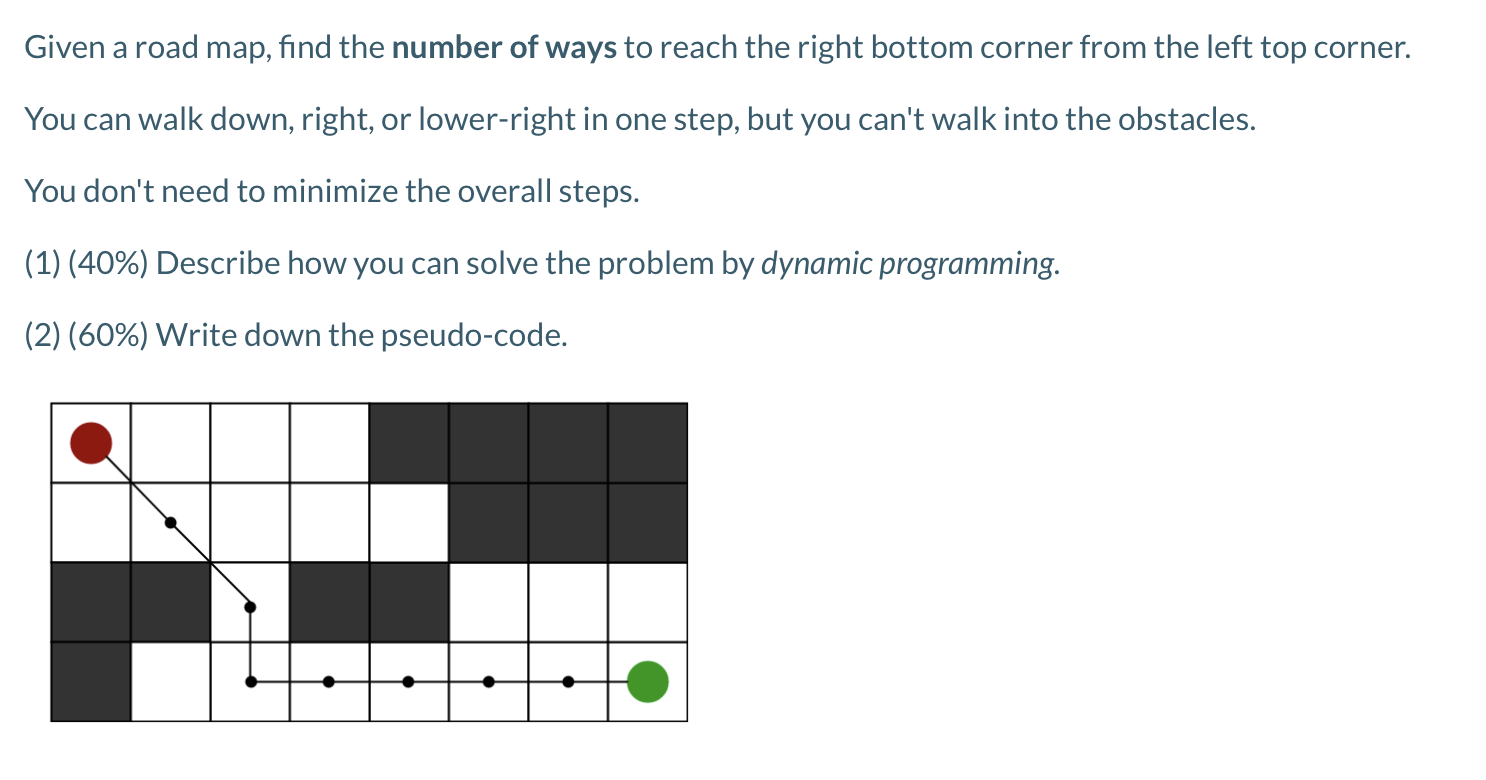 Given a road map, find the number of ways to reach the right bottom corner from the left top corner.
You can walk down, right, or lower-right in one step, but you can't walk into the obstacles.
You don't need to minimize the overall steps.
(1) (40%) Describe how you can solve the problem by dynamic programming.
(2) (60%) Write down the pseudo-code.